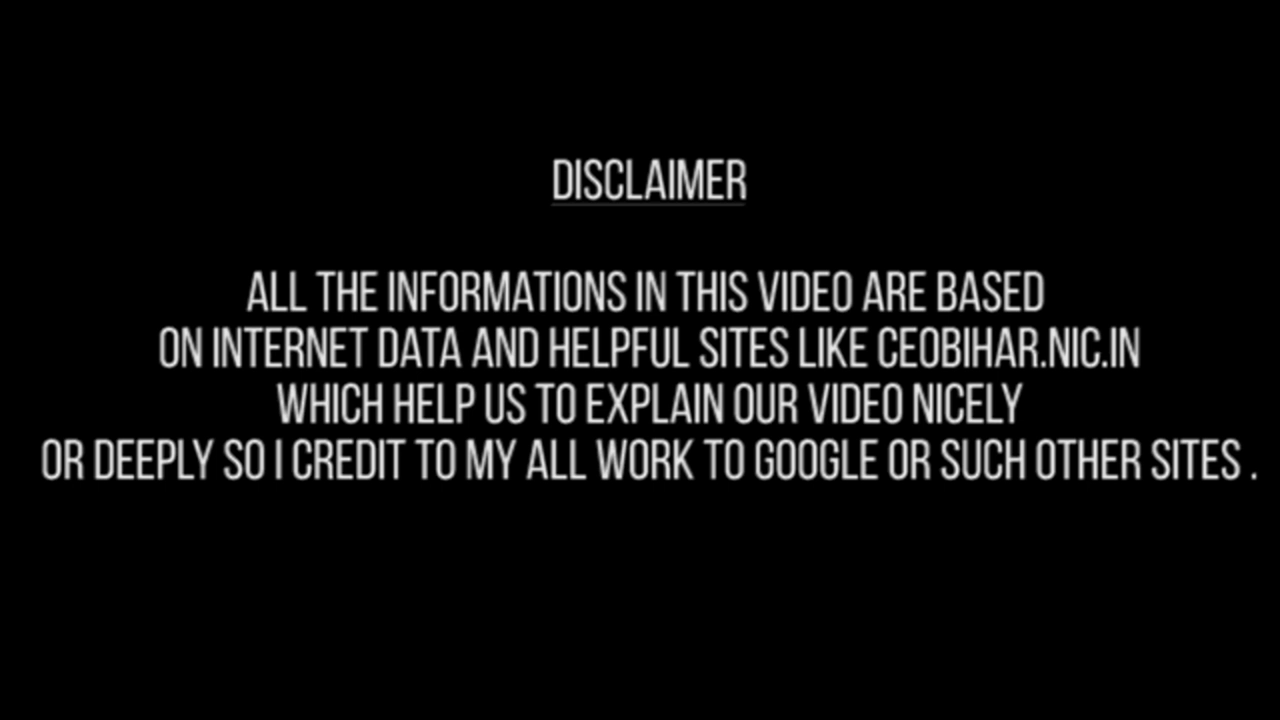 DISCLAIMER
ALL THE INFORMATIONS IN THIS VIDEO ARE BASED
ON INTERNET DATA AND HELPFUL SITES LIKE CEOBIHAR.NIC.IN
WHICH HELP US TO EXPLAIN OUR VIDEO NICELY
OR DEEPLY SO I CREDIT TO MY ALL WORK TO GOOGLE OR SUCH OTHER SITES .